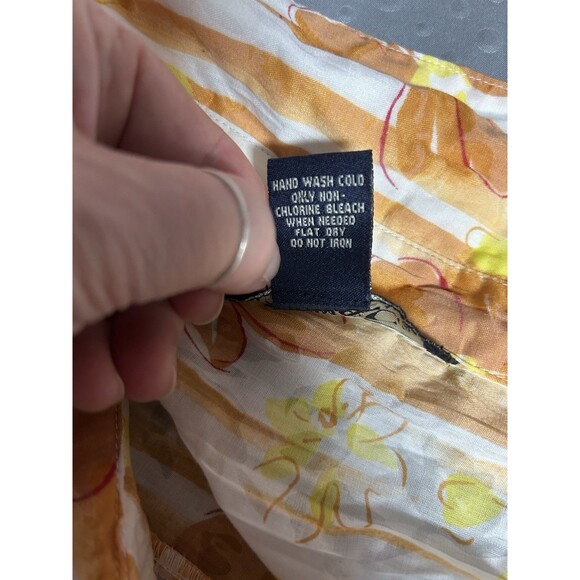 HAND WASH COLD
ONLY NON-
CHLORINE BLEACH
WHEN NEEDED
FLAT DRY
DO NOT IRON